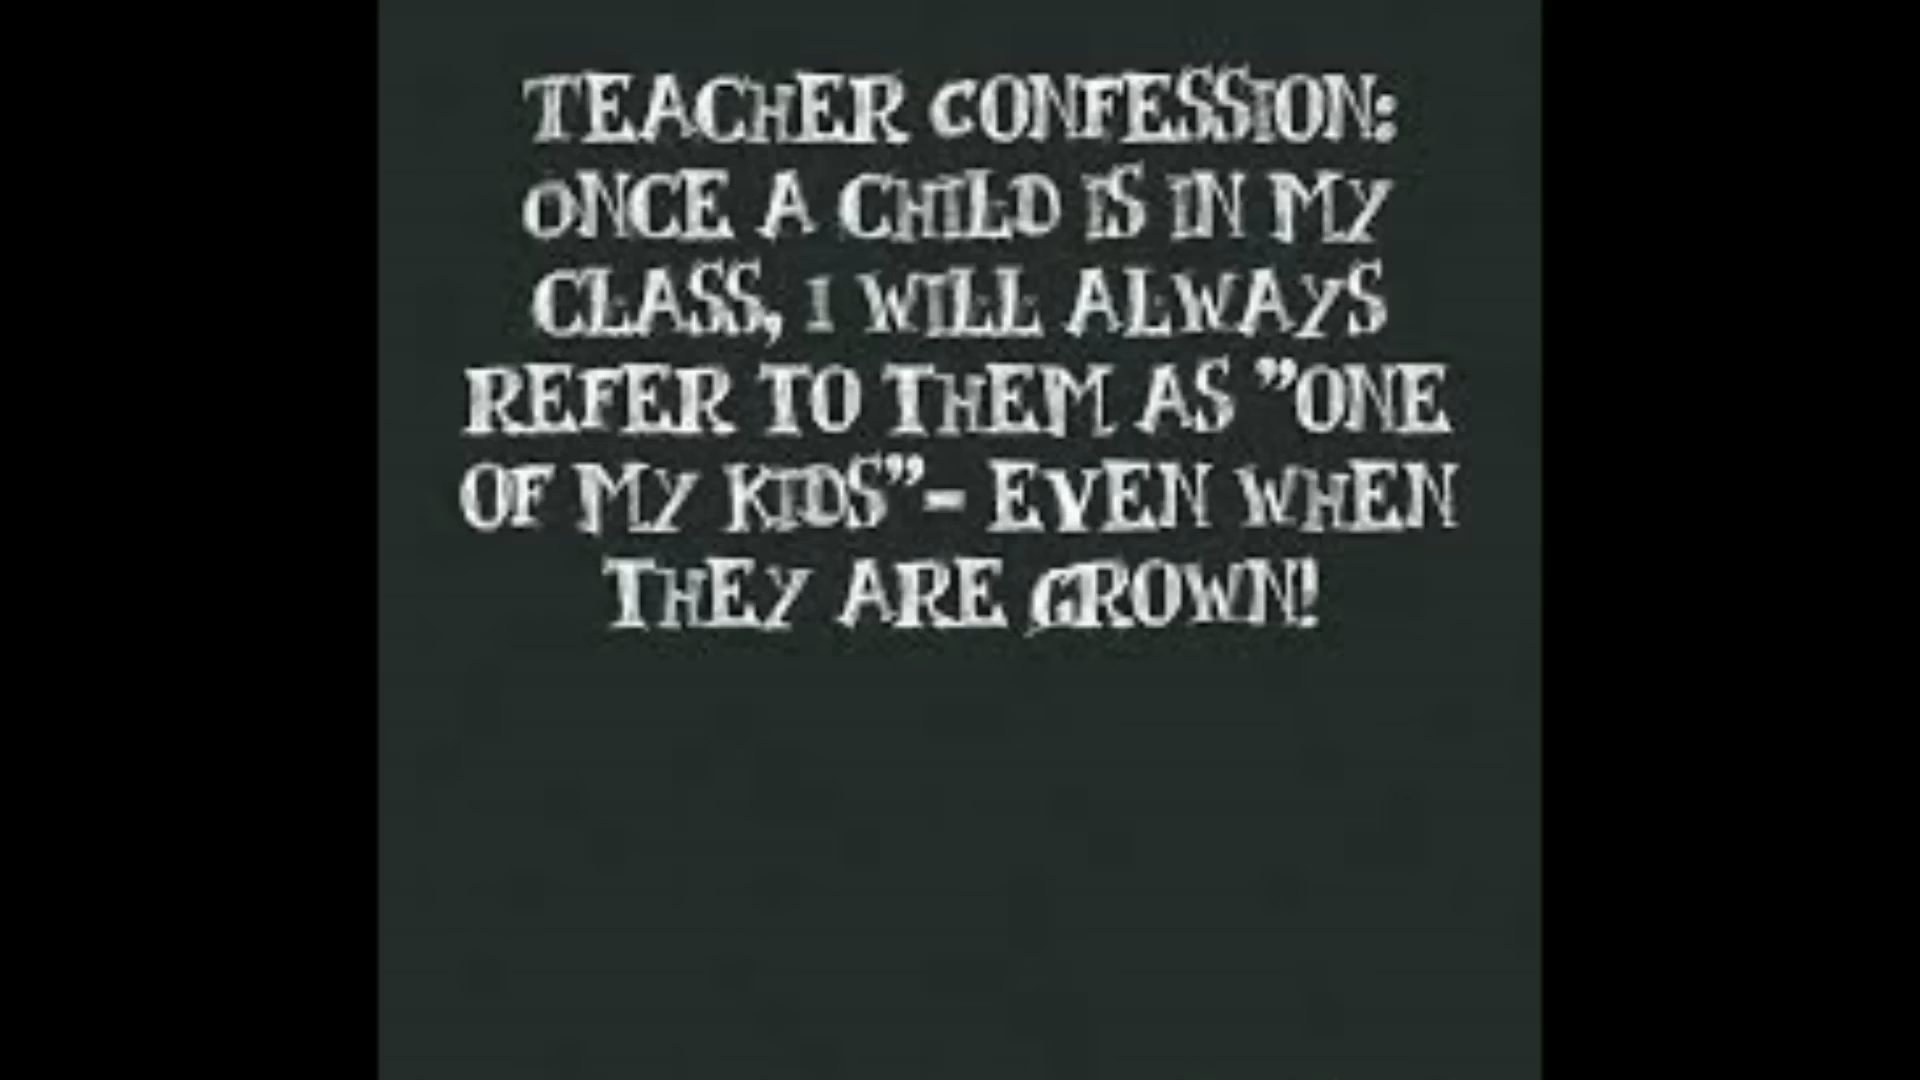 TEACHER CONFESSION:
ONCE A CHILD IS IN MY
CLASS, I WILL ALWAYS
REFER TO THEM AS "ONE
OF MY KIDS"- EVEN WHEN
THEY ARE GROWN!